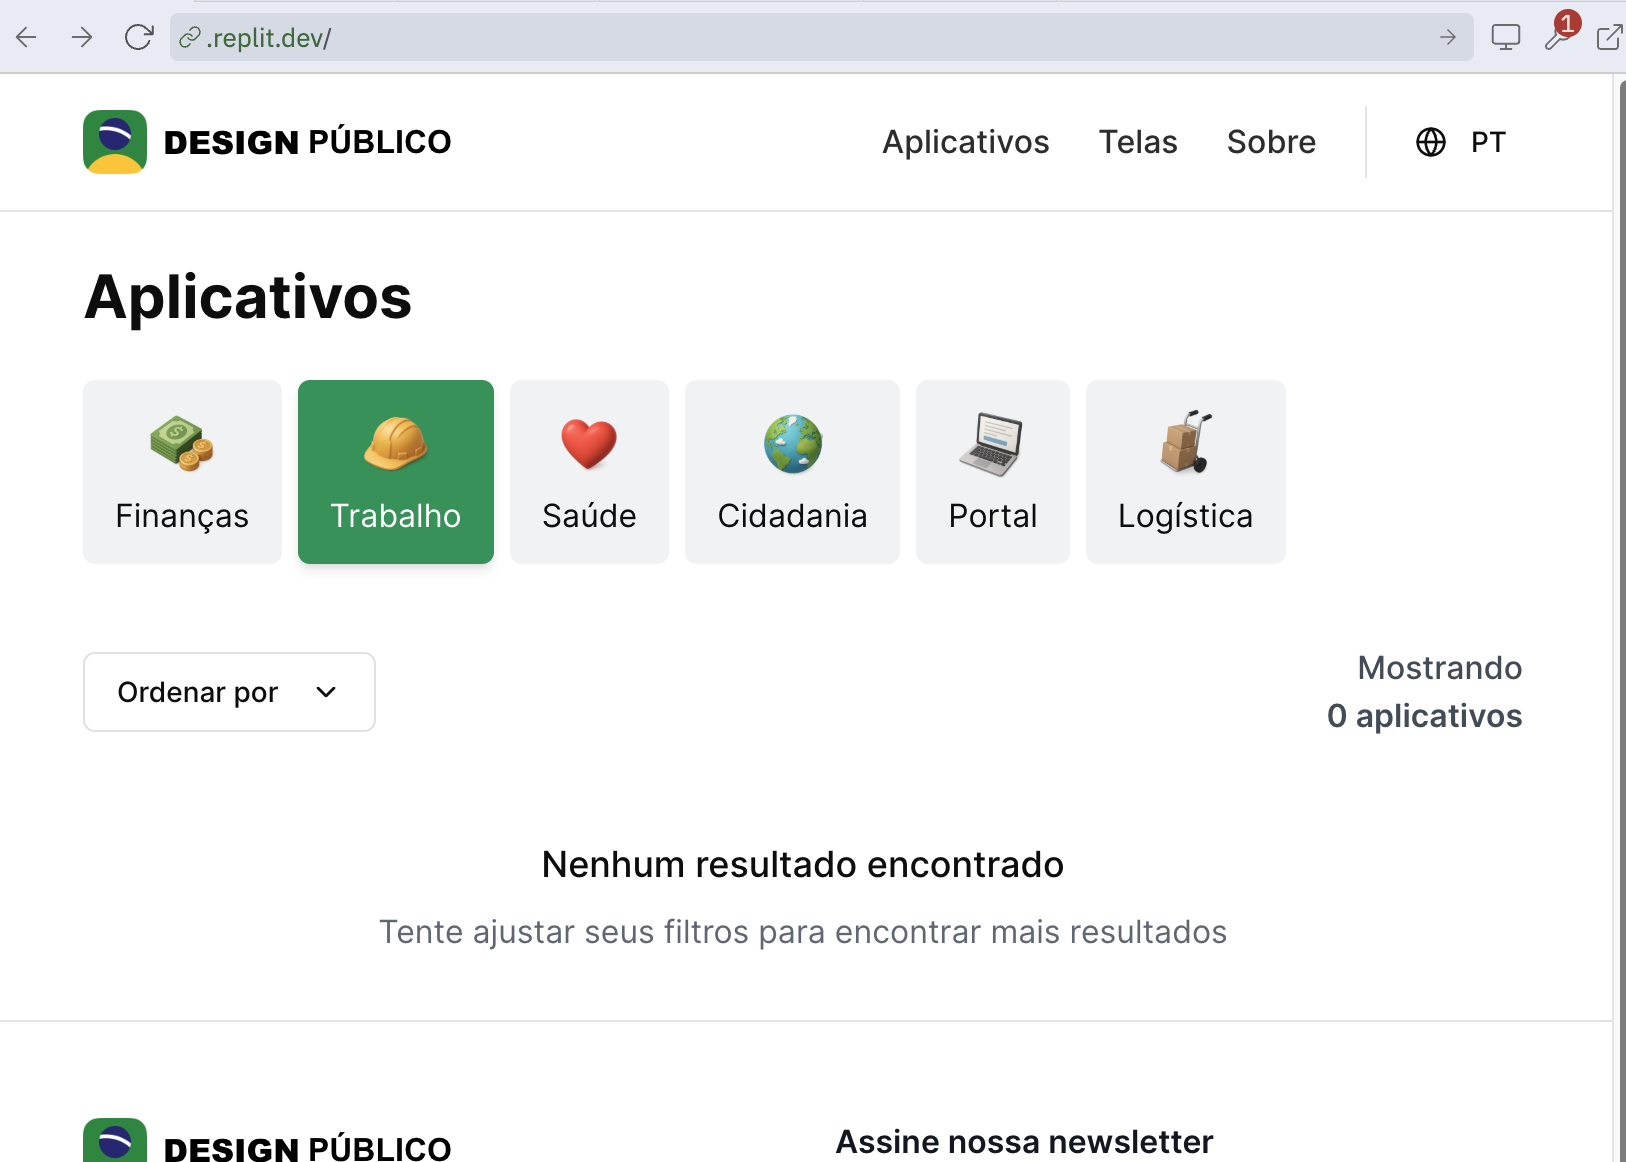 .replit.dev/
1
DESIGN PÚBLICO
Aplicativos
Telas
Sobre
PT
Aplicativos
Finanças
Trabalho
Saúde
Cidadania
Portal
Logística
Ordenar por
Mostrando
0 aplicativos
Nenhum resultado encontrado
Tente ajustar seus filtros para encontrar mais resultados
DESIGN PÚBLICO
Assine nossa newsletter